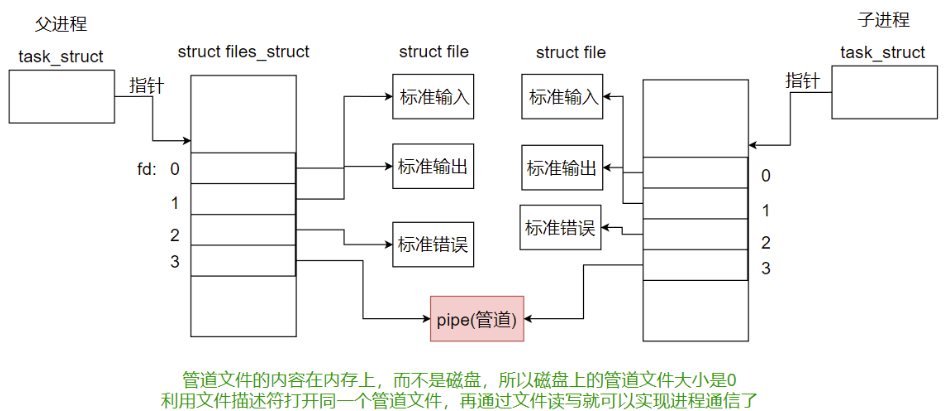 父进程
子进程
task_struct
struct files_struct
struct file
struct file
task_struct
指针
指针
标准输入
标准输入
标准输出
标准输出
标准错误
标准错误
fd: 0
1
2
3
0
1
2
3
pipe(管道)
管道文件的内容在内存上，而不是磁盘，所以磁盘上的管道文件大小是0
利用文件描述符打开同一个管道文件，再通过文件读写就可以实现进程通信了